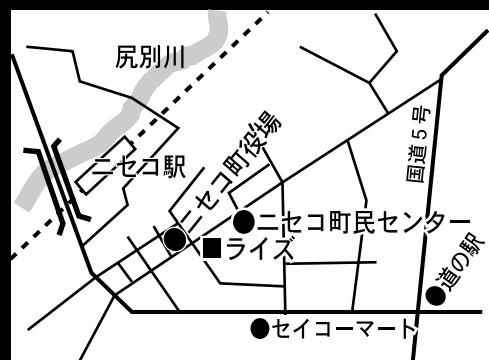 尻別川
国道5号
ニセコ町役場
ニセコ駅
ニセコ町民センター
ライズ
道の駅
セイコーマート